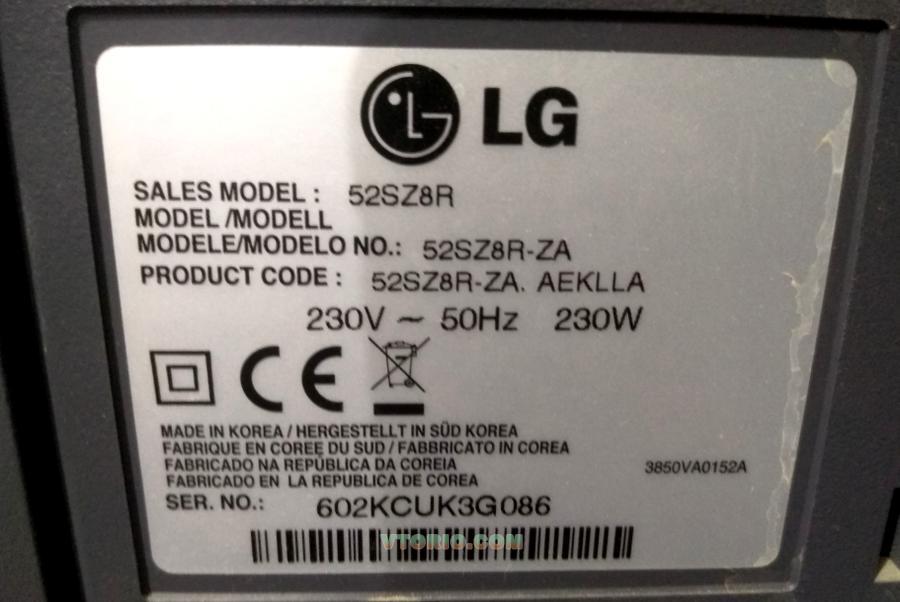 LG
SALES MODEL : 52SZ8R
MODEL /MODELL
MODELE/MODELO NO.: 52SZ8R-ZA
PRODUCT CODE : 52SZ8R-ZA. AEKLLA
230V ~ 50Hz 230W
CE
MADE IN KOREA / HERGESTELLT IN SÜD KOREA
FABRIQUE EN COREE DU SUD / FABBRICATO IN COREA
FABRICADO NA REPÚBLICA DA COREIA
FABRICADO EN LA REPUBLICA DE COREA
3850VA0152A
SER. NO.: 602KCUK3G086
VTORIO.COM